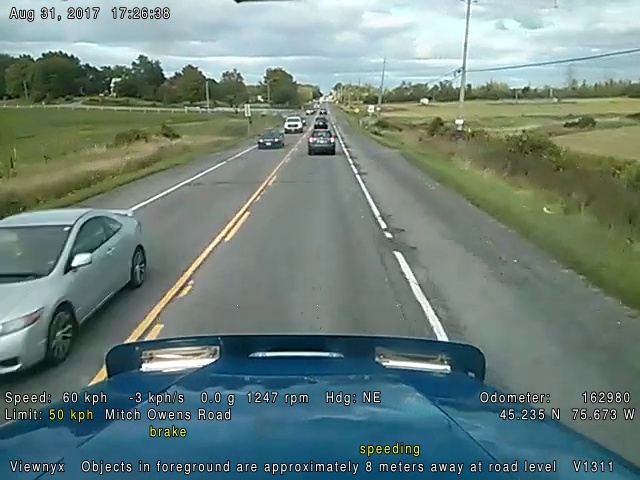 Aug 31, 2017 17:26:38
Speed: 60 kph -3 kph/s 0.0 g 1247 rpm Hdg: NE Odometer: 162980
Limit: 50 kph Mitch Owens Road 45.235 N 75.673 W
brake
speeding
Viewnyx Objects in foreground are approximately 8 meters away at road level V1311